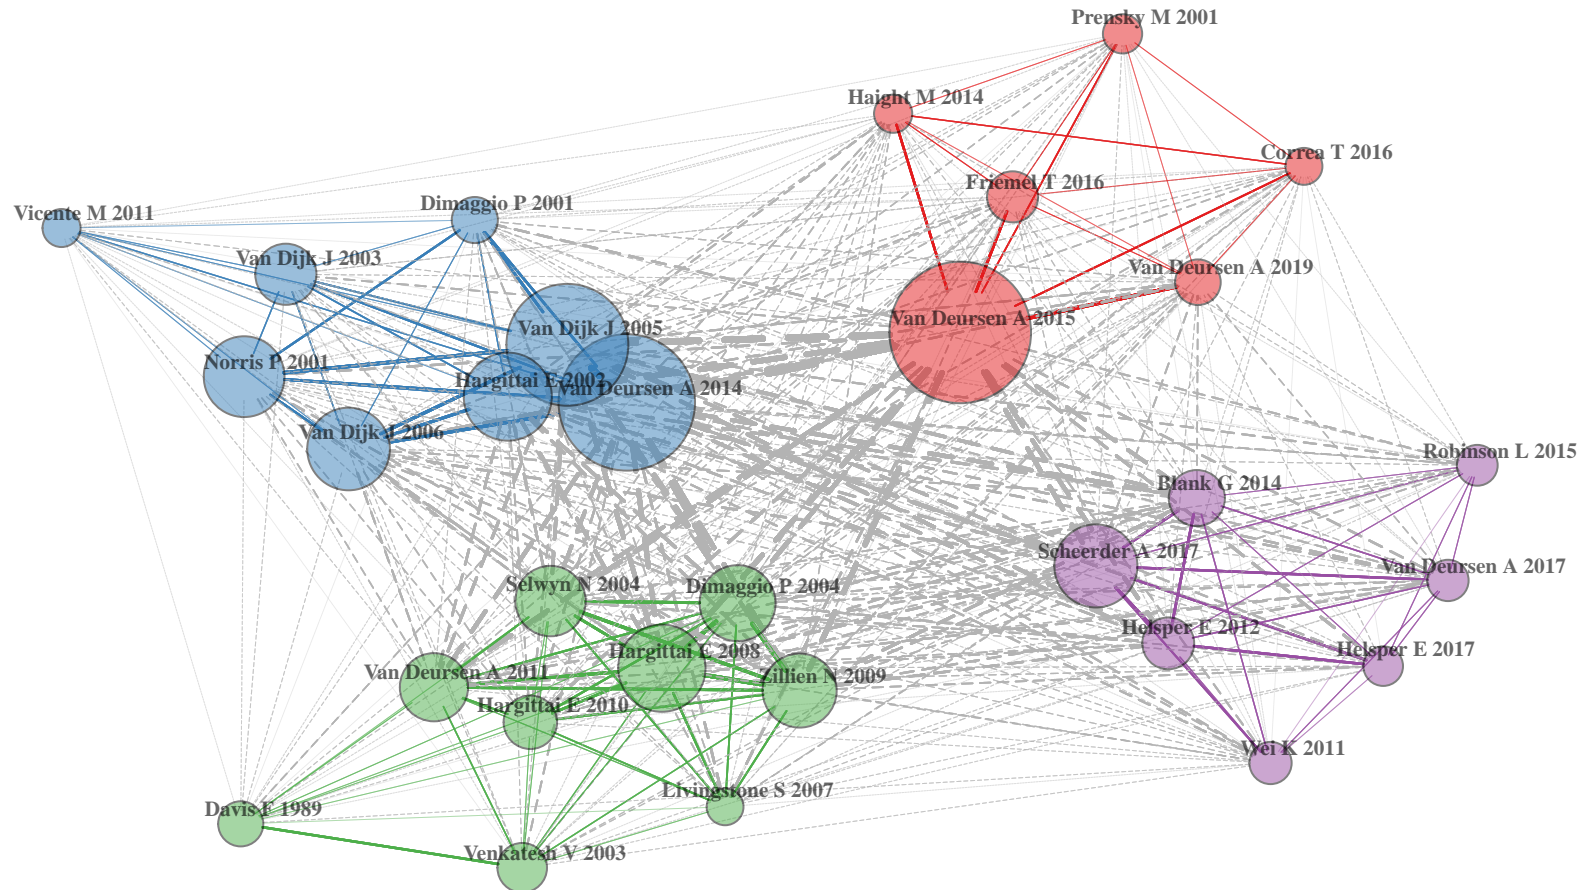 Prensky M 2001
Haight M 2014
Correa T 2016
Friemel T 2016
Dimaggio P 2001
Vicente M 2011
Van Dijk J 2003
Van Deursen A 2019
Van Deursen A 2015
Van Dijk J 2005
Norris P 2001
Hargittai E 2002
Van Deursen A 2014
Van Dijk J 2006
Robinson L 2015
Blank G 2014
Scheerder A 2017
Van Deursen A 2017
Selwyn N 2004
Dimaggio P 2004
Helsper E 2012
Helsper E 2017
Hargittai E 2008
Van Deursen A 2011
Zillien N 2009
Hargittai E 2010
Wei K 2011
Livingstone S 2007
Davis F 1989
Venkatesh V 2003